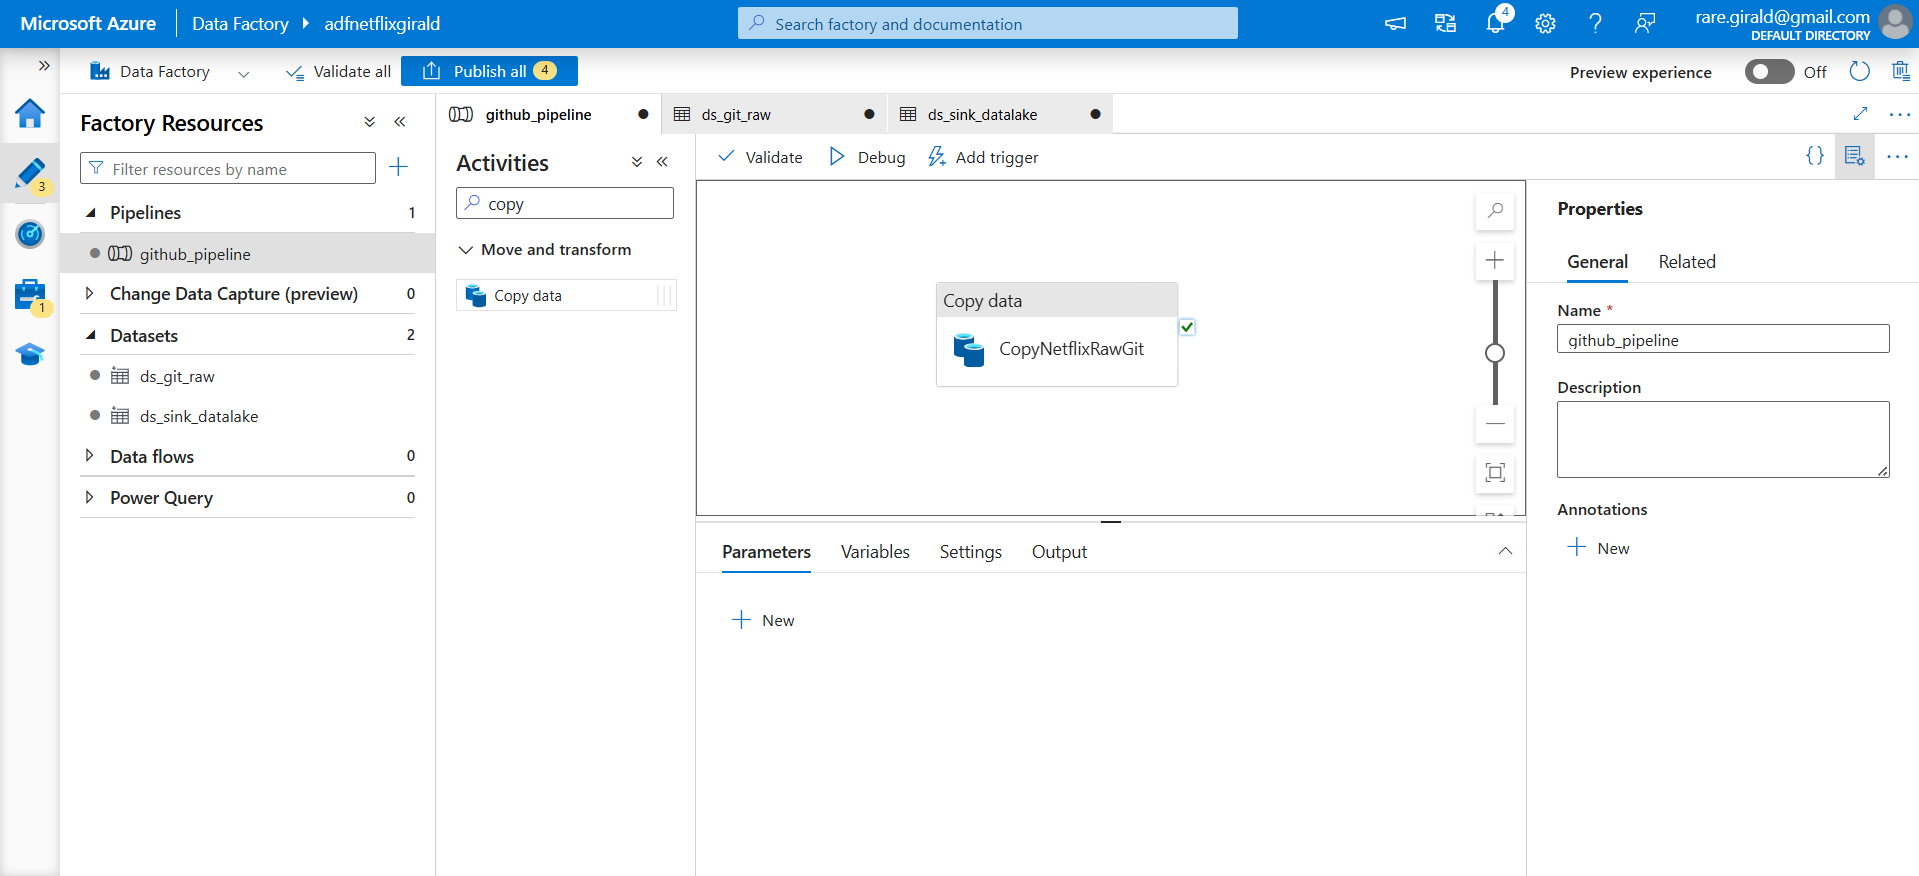 Microsoft Azure
Data Factory
adfnetflixgirald
Search factory and documentation
4
rare.girald@gmail.com
DEFAULT DIRECTORY
Data Factory
Validate all
Publish all 4
Preview experience
Off
3
1
Factory Resources
Filter resources by name
Pipelines 1
github_pipeline
Change Data Capture (preview) 0
Datasets 2
ds_git_raw
ds_sink_datalake
Data flows 0
Power Query 0
github_pipeline
ds_git_raw
ds_sink_datalake
Activities
copy
Move and transform
Copy data
Validate
Debug
Add trigger
{}
Copy data
CopyNetflixRawGit
Parameters
Variables
Settings
Output
New
Properties
General
Related
Name *
github_pipeline
Description
Annotations
New